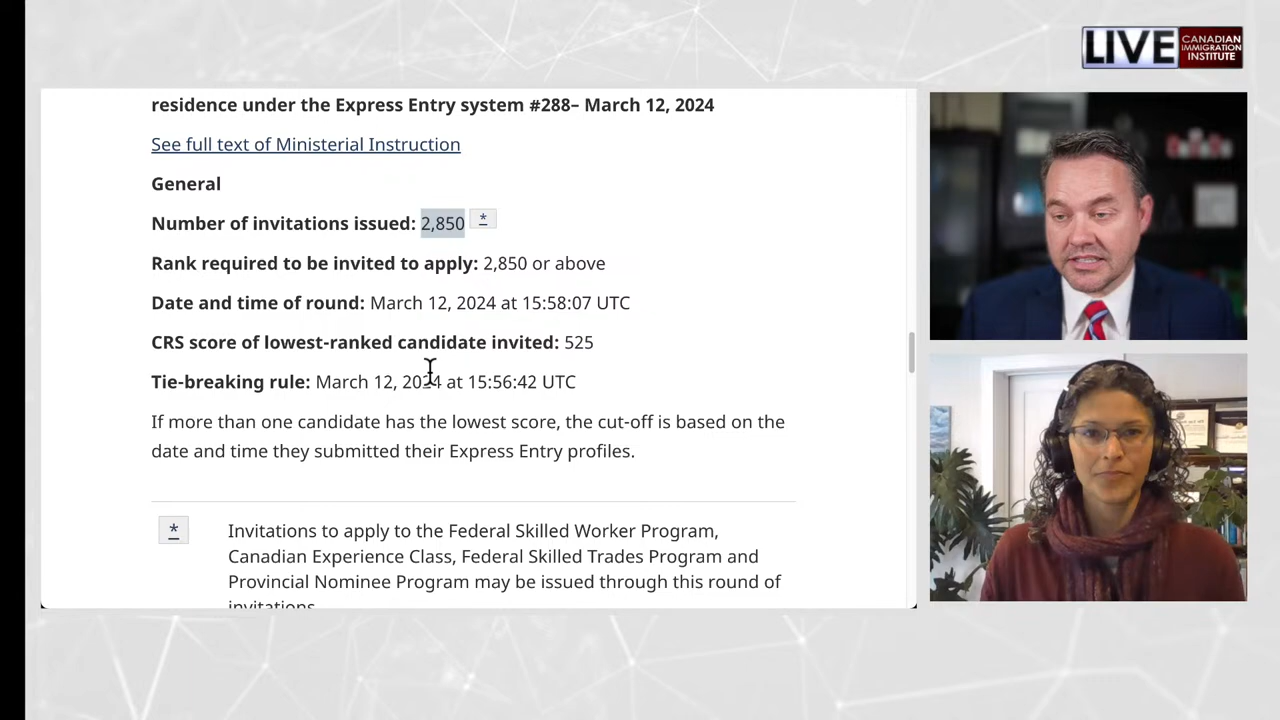 LIVE
CANADIAN
IMMIGRATION
INSTITUTE
residence under the Express Entry system #288– March 12, 2024
See full text of Ministerial Instruction
General
Number of invitations issued: 2,850 *
Rank required to be invited to apply: 2,850 or above
Date and time of round: March 12, 2024 at 15:58:07 UTC
CRS score of lowest-ranked candidate invited: 525
Tie-breaking rule: March 12, 2024 at 15:56:42 UTC
If more than one candidate has the lowest score, the cut-off is based on the
date and time they submitted their Express Entry profiles.
* Invitations to apply to the Federal Skilled Worker Program,
Canadian Experience Class, Federal Skilled Trades Program and
Provincial Nominee Program may be issued through this round of
invitations.